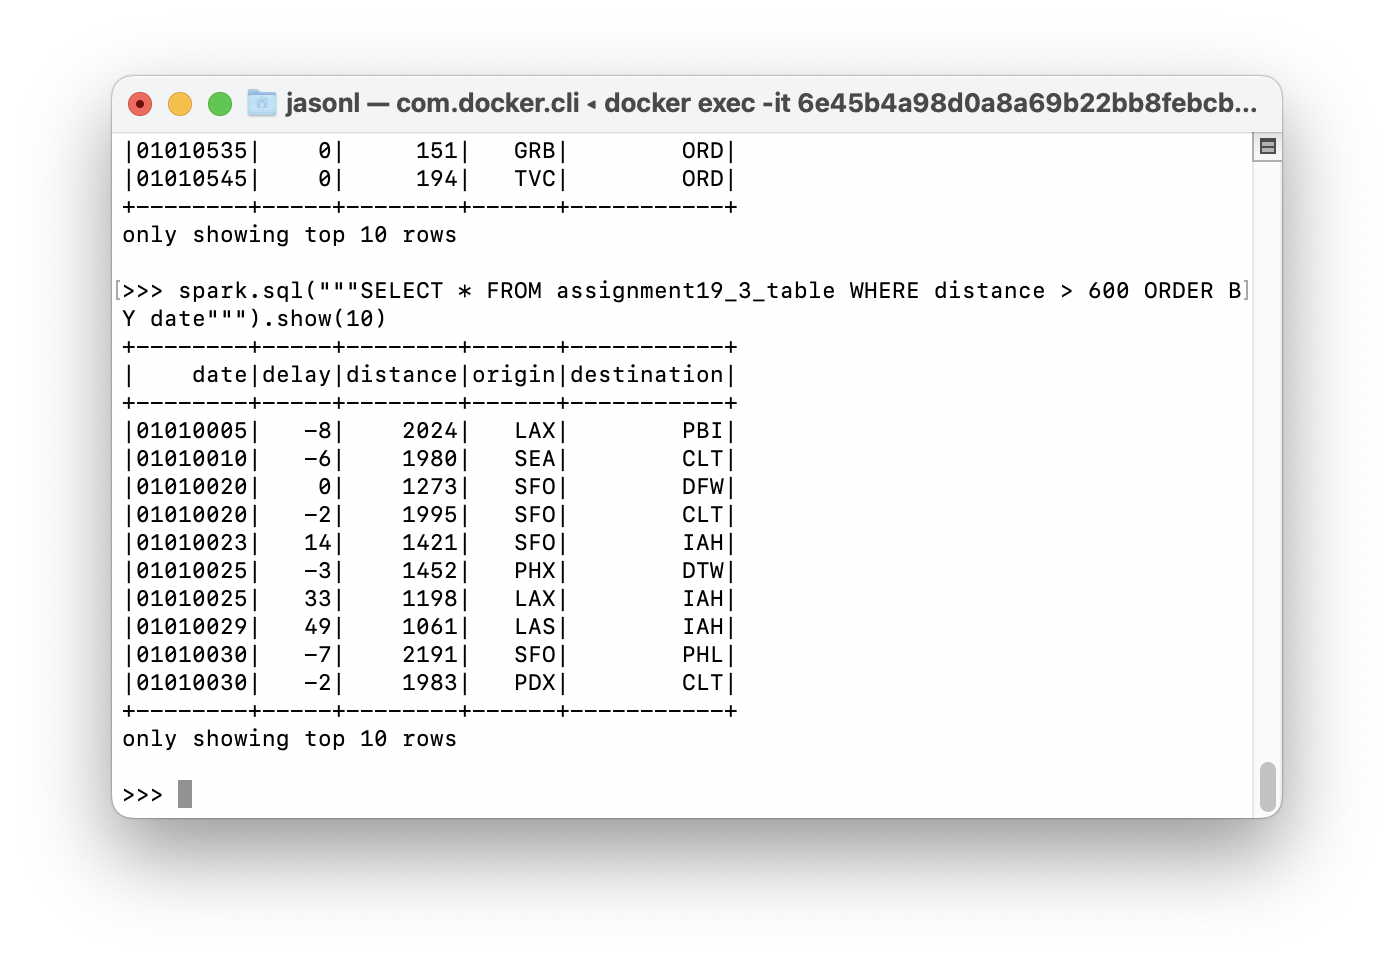 jasonl — com.docker.cli ◂ docker exec -it 6e45b4a98d0a8a69b22bb8febcb...
|01010535|    0|     151|   GRB|        ORD|
|01010545|    0|     194|   TVC|        ORD|
+--------+-----+--------+------+-----------+
only showing top 10 rows
[>>> spark.sql("""SELECT * FROM assignment19_3_table WHERE distance > 600 ORDER B]
Y date""").show(10)
+--------+-----+--------+------+-----------+
|    date|delay|distance|origin|destination|
+--------+-----+--------+------+-----------+
|01010005|   -8|    2024|   LAX|        PBI|
|01010010|   -6|    1980|   SEA|        CLT|
|01010020|    0|    1273|   SFO|        DFW|
|01010020|   -2|    1995|   SFO|        CLT|
|01010023|   14|    1421|   SFO|        IAH|
|01010025|   -3|    1452|   PHX|        DTW|
|01010025|   33|    1198|   LAX|        IAH|
|01010029|   49|    1061|   LAS|        IAH|
|01010030|   -7|    2191|   SFO|        PHL|
|01010030|   -2|    1983|   PDX|        CLT|
+--------+-----+--------+------+-----------+
only showing top 10 rows
>>>